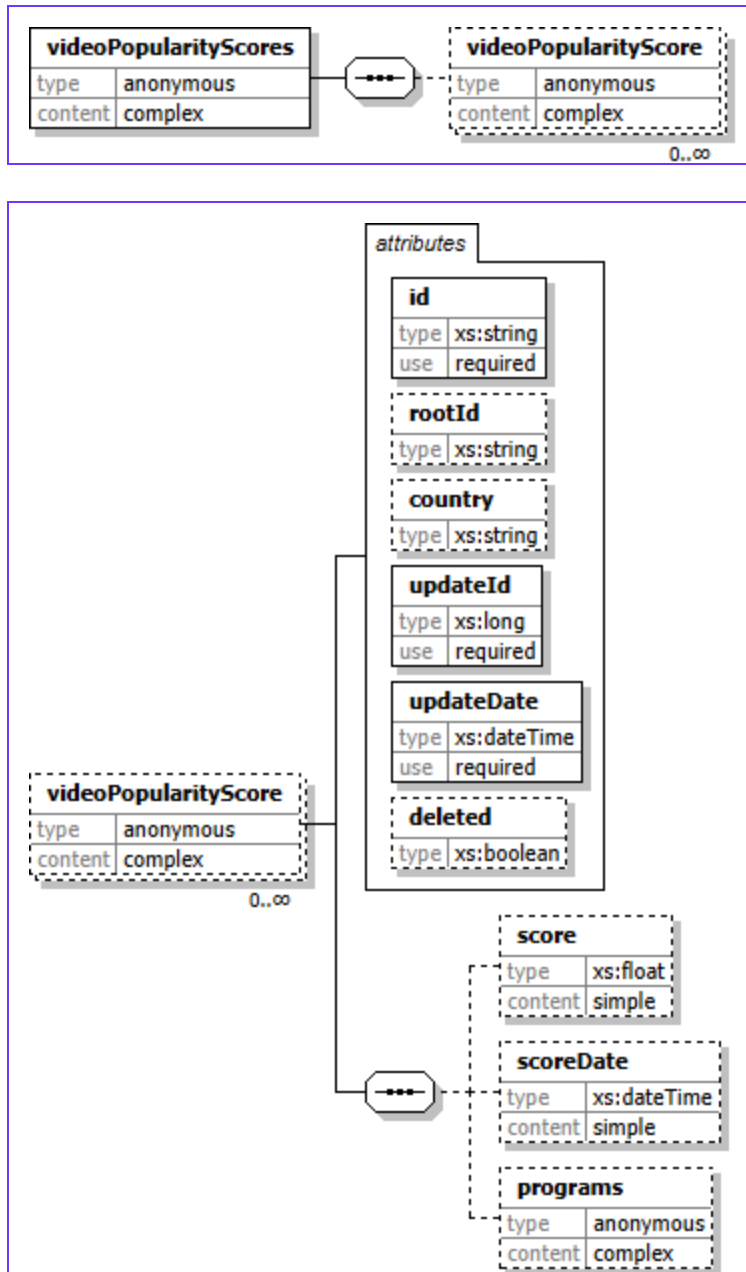 videoPopularityScores
type anonymous
content complex
videoPopularityScore
type anonymous
content complex
0..∞
attributes
id
type xs:string
use required
rootId
type xs:string
country
type xs:string
updateId
type xs:long
use required
updateDate
type xs:dateTime
use required
deleted
type xs:boolean
videoPopularityScore
type anonymous
content complex
0..∞
score
type xs:float
content simple
scoreDate
type xs:dateTime
content simple
programs
type anonymous
content complex